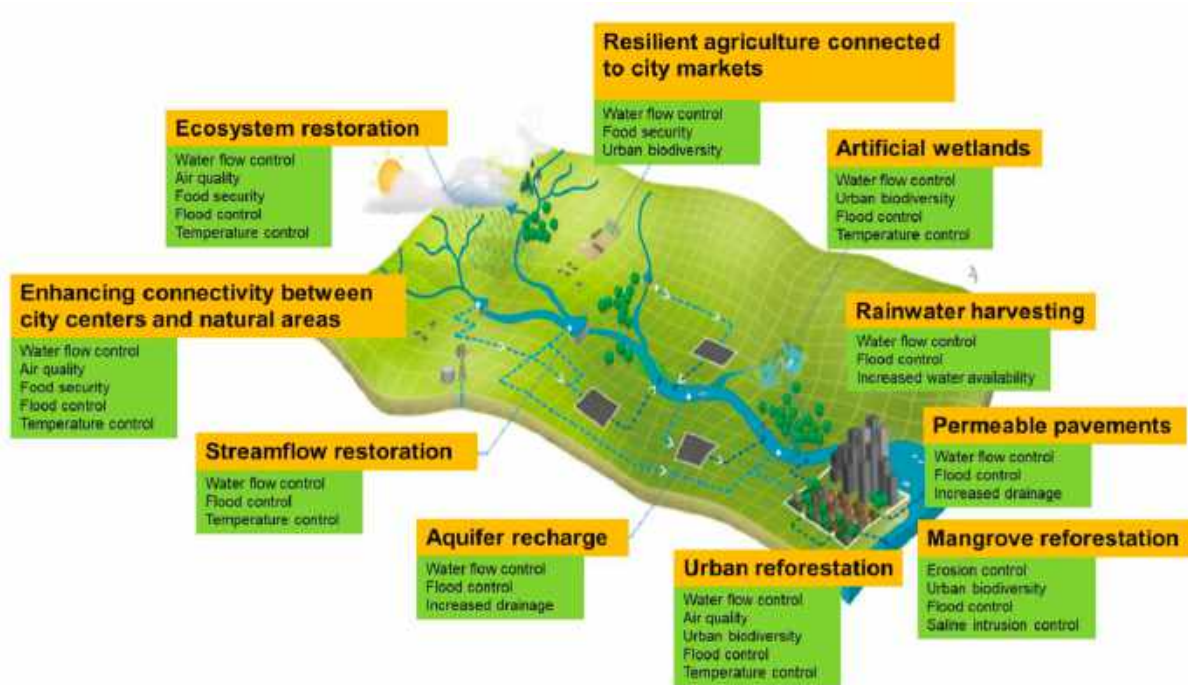 Resilient agriculture connected
to city markets
Water flow control
Food security
Urban biodiversity
Ecosystem restoration
Water flow control
Air quality
Food security
Flood control
Temperature control
Artificial wetlands
Water flow control
Urban biodiversity
Flood control
Temperature control
Enhancing connectivity between
city centers and natural areas
Water flow control
Air quality
Food security
Flood control
Temperature control
Rainwater harvesting
Water flow control
Flood control
Increased water availability
Streamflow restoration
Water flow control
Flood control
Temperature control
Permeable pavements
Water flow control
Flood control
Increased drainage
Aquifer recharge
Water flow control
Flood control
Increased drainage
Urban reforestation
Water flow control
Air quality
Urban biodiversity
Flood control
Temperature control
Mangrove reforestation
Erosion control
Urban biodiversity
Flood control
Saline intrusion control